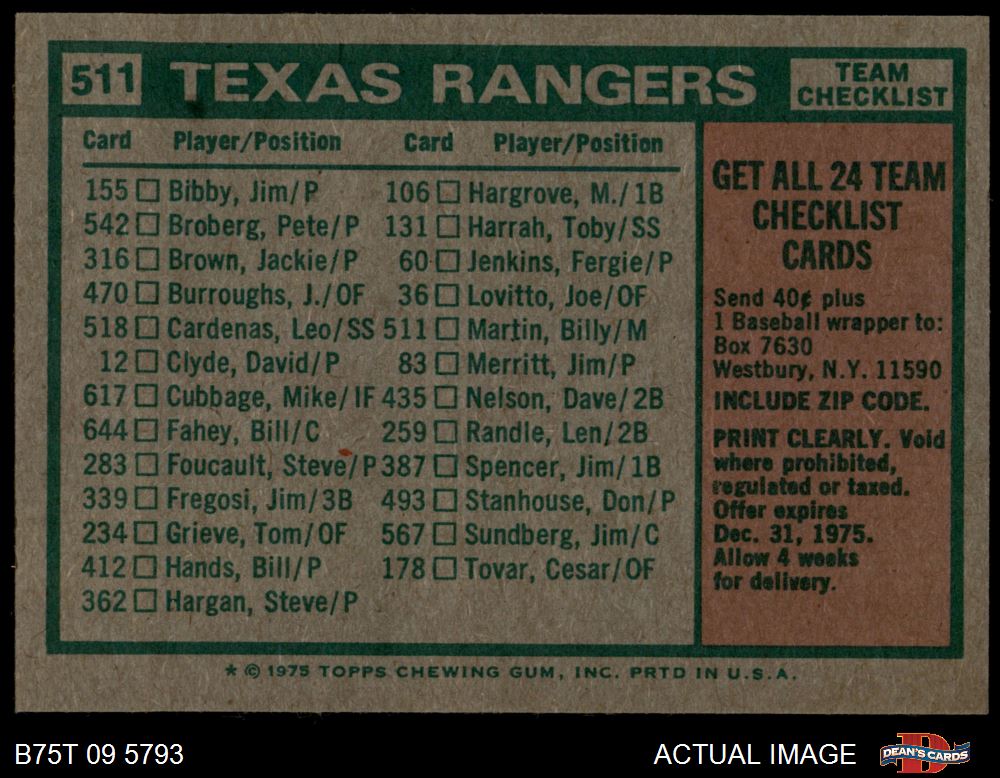 511 TEXAS RANGERS TEAM CHECKLIST
Card Player/Position Card Player/Position
155 Bibby, Jim/P 106 Hargrove, M./1B
542 Broberg, Pete/P 131 Harrah, Toby/SS
316 Brown, Jackie/P 60 Jenkins, Fergie/P
470 Burroughs, J./OF 36 Lovitto, Joe/OF
518 Cardenas, Leo/SS 511 Martin, Billy/M
12 Clyde, David/P 83 Merritt, Jim/P
617 Cubbage, Mike/IF 435 Nelson, Dave/2B
644 Fahey, Bill/C 259 Randle, Len/2B
283 Foucault, Steve/P 387 Spencer, Jim/1B
339 Fregosi, Jim/3B 493 Stanhouse, Don/P
234 Grieve, Tom/OF 567 Sundberg, Jim/C
412 Hands, Bill/P 178 Tovar, Cesar/OF
362 Hargan, Steve/P
GET ALL 24 TEAM
CHECKLIST
CARDS
Send 40¢ plus
1 Baseball wrapper to:
Box 7630
Westbury, N.Y. 11590
INCLUDE ZIP CODE.
PRINT CLEARLY. Void
where prohibited,
regulated or taxed.
Offer expires
Dec. 31, 1975.
Allow 4 weeks
for delivery.
* © 1975 TOPPS CHEWING GUM, INC. PRTD IN U.S.A.
B75T 09 5793 ACTUAL IMAGE DEAN'S CARDS